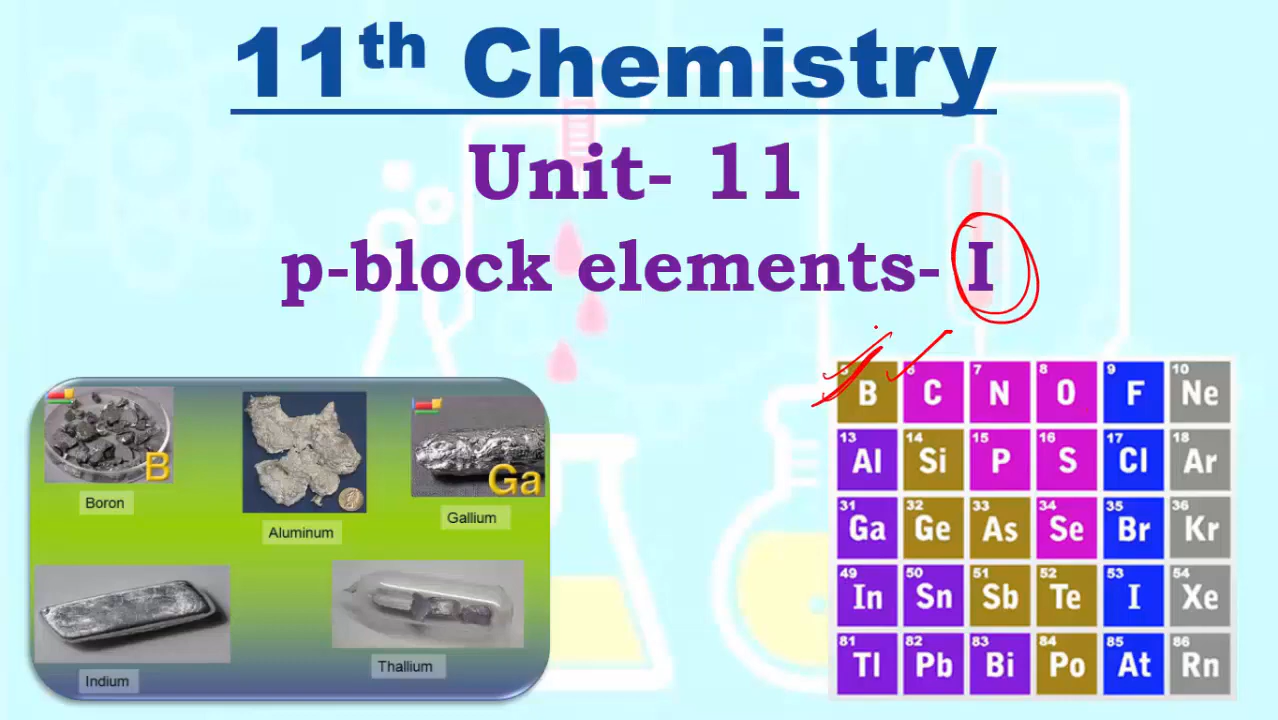 11th Chemistry
Unit- 11
p-block elements- I
B
Boron
Aluminum
Ga
Gallium
Indium
Thallium
5 B 6 C 7 N 8 O 9 F 10 Ne
13 Al 14 Si 15 P 16 S 17 Cl 18 Ar
31 Ga 32 Ge 33 As 34 Se 35 Br 36 Kr
49 In 50 Sn 51 Sb 52 Te 53 I 54 Xe
81 Tl 82 Pb 83 Bi 84 Po 85 At 86 Rn